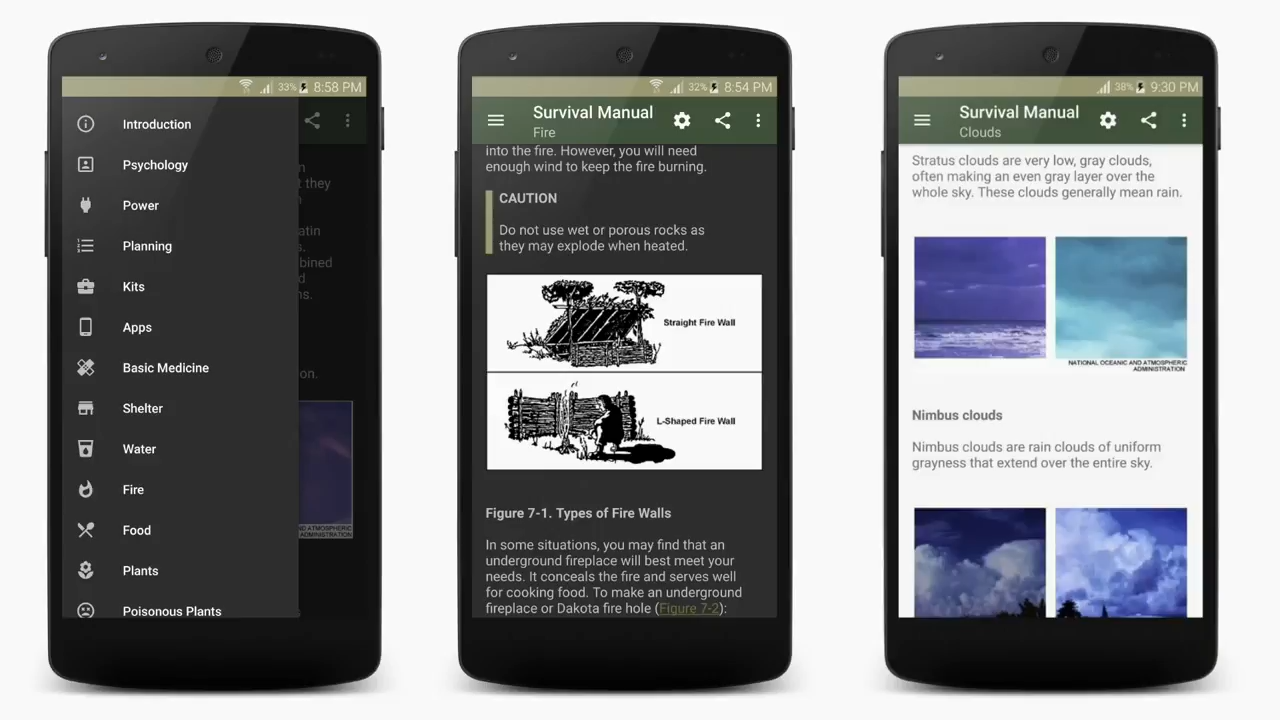 33% 8:58 PM
Introduction
Psychology
Power
Planning
Kits
Apps
Basic Medicine
Shelter
Water
Fire
Food
Plants
Poisonous Plants
they
atin
bined
on.
ND ATMOSPHERIC
ADMINISTRATION
32% 8:54 PM
Survival Manual
Fire
into the fire. However, you will need
enough wind to keep the fire burning.
CAUTION
Do not use wet or porous rocks as
they may explode when heated.
Straight Fire Wall
L-Shaped Fire Wall
Figure 7-1. Types of Fire Walls
In some situations, you may find that an
underground fireplace will best meet your
needs. It conceals the fire and serves well
for cooking food. To make an underground
fireplace or Dakota fire hole (Figure 7-2):
38% 9:30 PM
Survival Manual
Clouds
Stratus clouds are very low, gray clouds,
often making an even gray layer over the
whole sky. These clouds generally mean rain.
NATIONAL OCEANIC AND ATMOSPHERIC
ADMINISTRATION
Nimbus clouds
Nimbus clouds are rain clouds of uniform
grayness that extend over the entire sky.